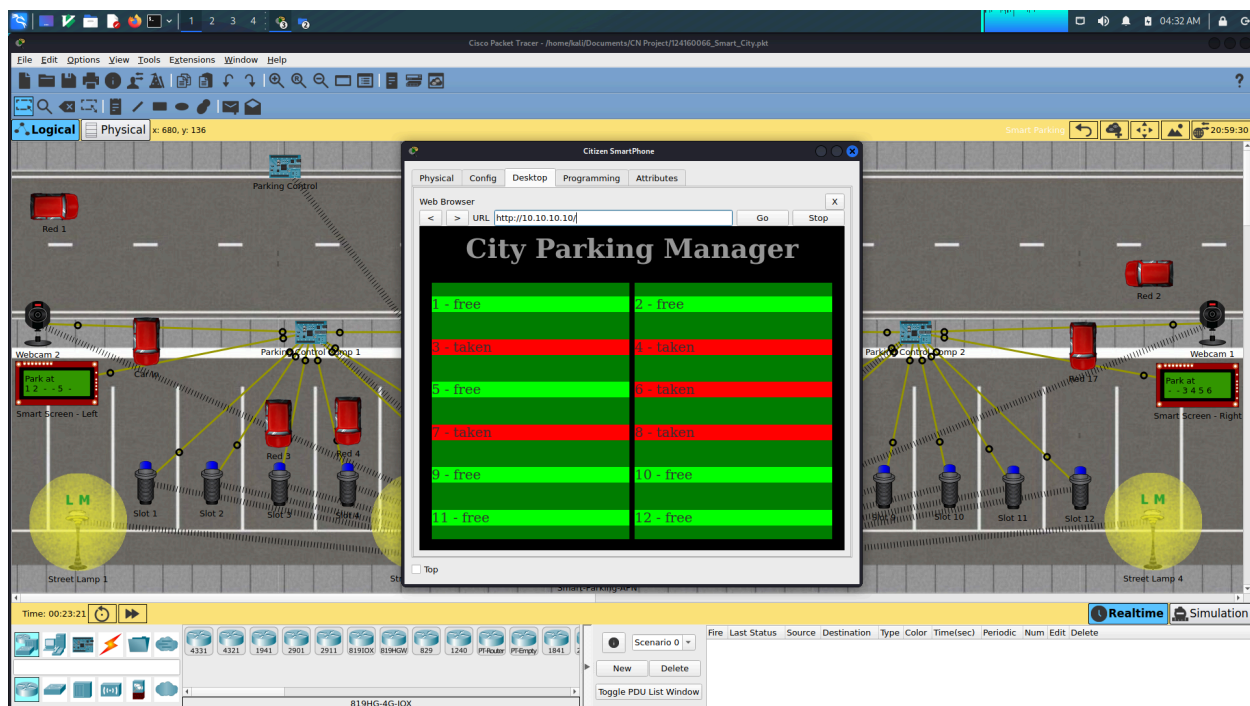 1 2 3 4
04:32 AM
Cisco Packet Tracer - /home/kali/Documents/CN Project/124160066_Smart_City.pkt
File Edit Options View Tools Extensions Window Help
?
Logical Physical x: 680, y: 136
Smart Parking 20:59:30
Parking Control
Red 1
Webcam 2
Car W
Parking Control Comp 1
Park at
1 2 - - 5 -
Smart Screen - Left
Red 3
Red 4
Slot 1
Slot 2
Slot 3
Slot 4
L M
Street Lamp 1
Citizen SmartPhone
Physical Config Desktop Programming Attributes
Web Browser X
< > URL http://10.10.10.10/ Go Stop
City Parking Manager
1 - free 2 - free
3 - taken 4 - taken
5 - free 6 - taken
7 - taken 8 - taken
9 - free 10 - free
11 - free 12 - free
Top
Smart-Parking-APN
Red 2
Webcam 1
Red 17
Park at
- - 3 4 5 6
Smart Screen - Right
Slot 10
Slot 11
Slot 12
L M
Street Lamp 4
Time: 00:23:21
Realtime Simulation
4331 4321 1941 2901 2911 819IOX 819HGW 829 1240 PT-Router PT-Empty 1841
819HG-4G-IOX
Scenario 0
New Delete
Toggle PDU List Window
Fire Last Status Source Destination Type Color Time(sec) Periodic Num Edit Delete